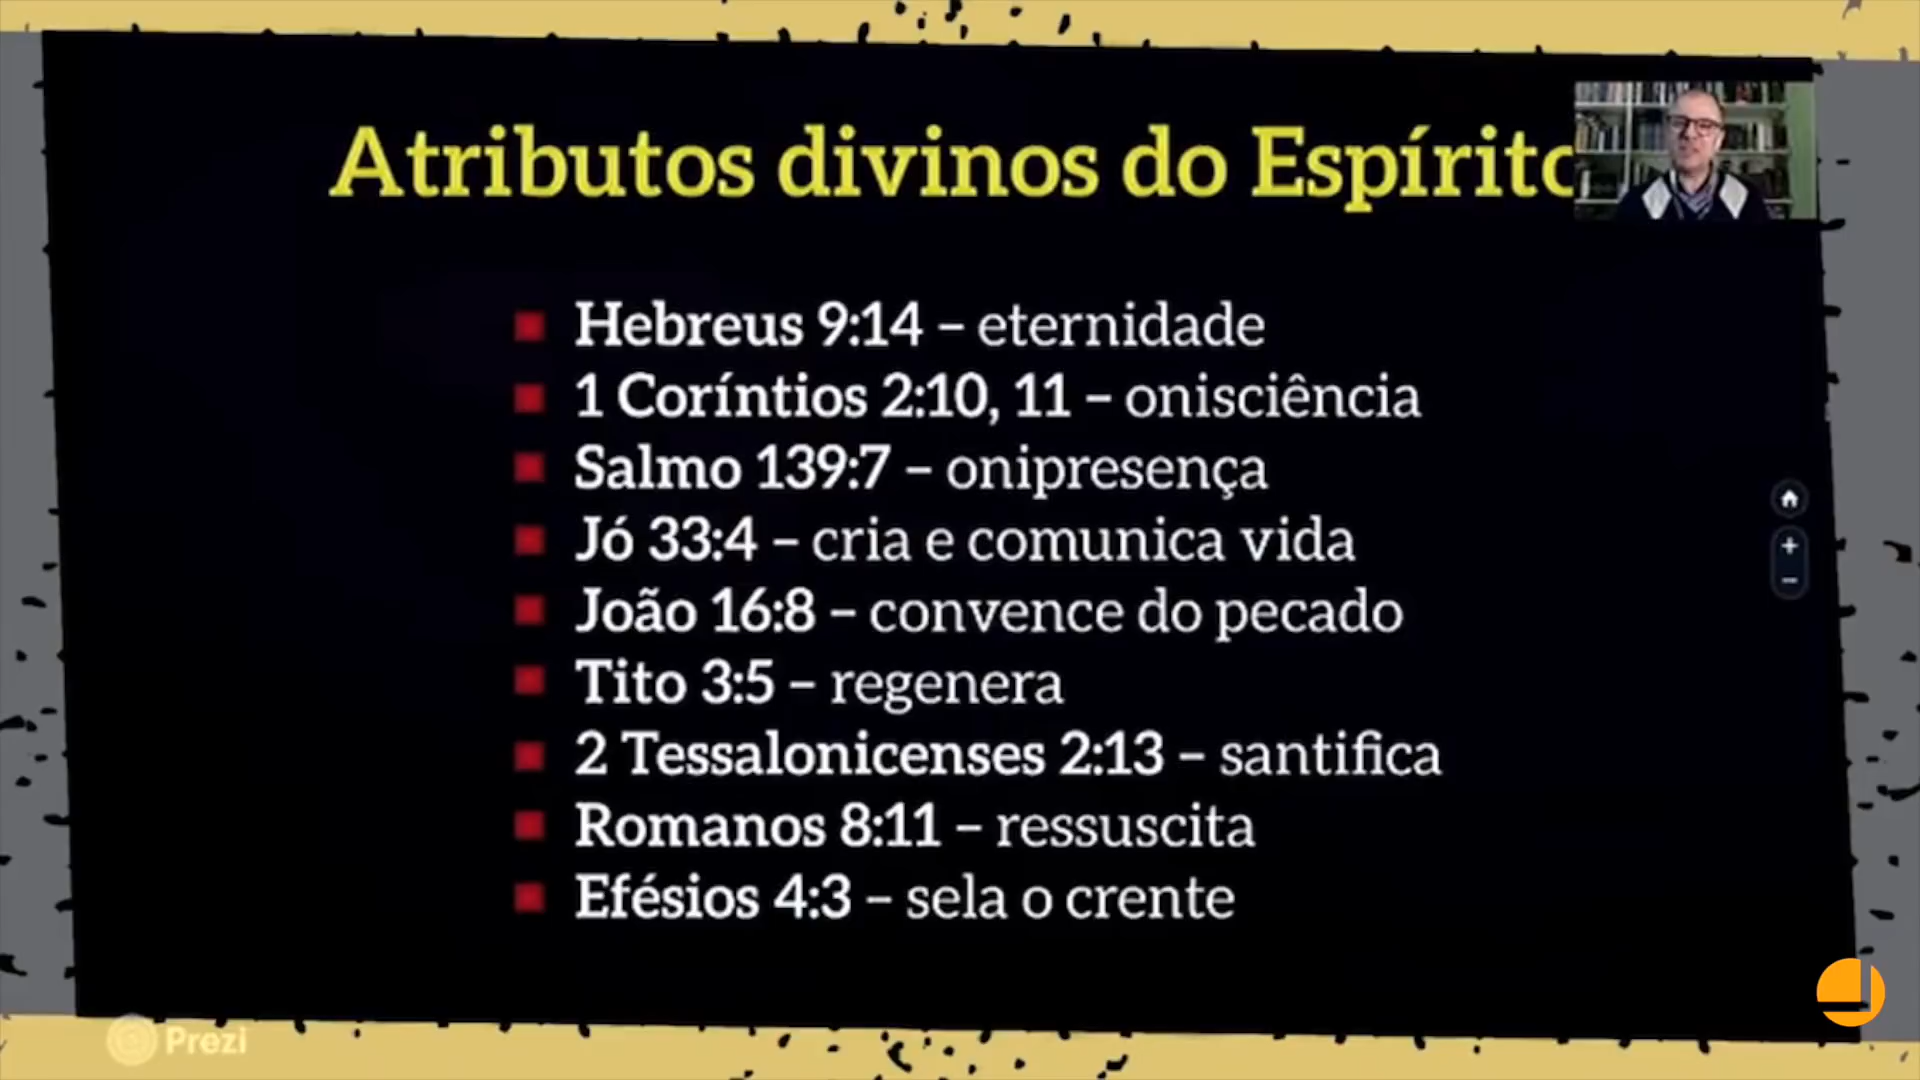 Atributos divinos do Espírito
Hebreus 9:14 – eternidade
1 Coríntios 2:10, 11 – onisciência
Salmo 139:7 – onipresença
Jó 33:4 – cria e comunica vida
João 16:8 – convence do pecado
Tito 3:5 – regenera
2 Tessalonicenses 2:13 – santifica
Romanos 8:11 – ressuscita
Efésios 4:3 – sela o crente
Prezi